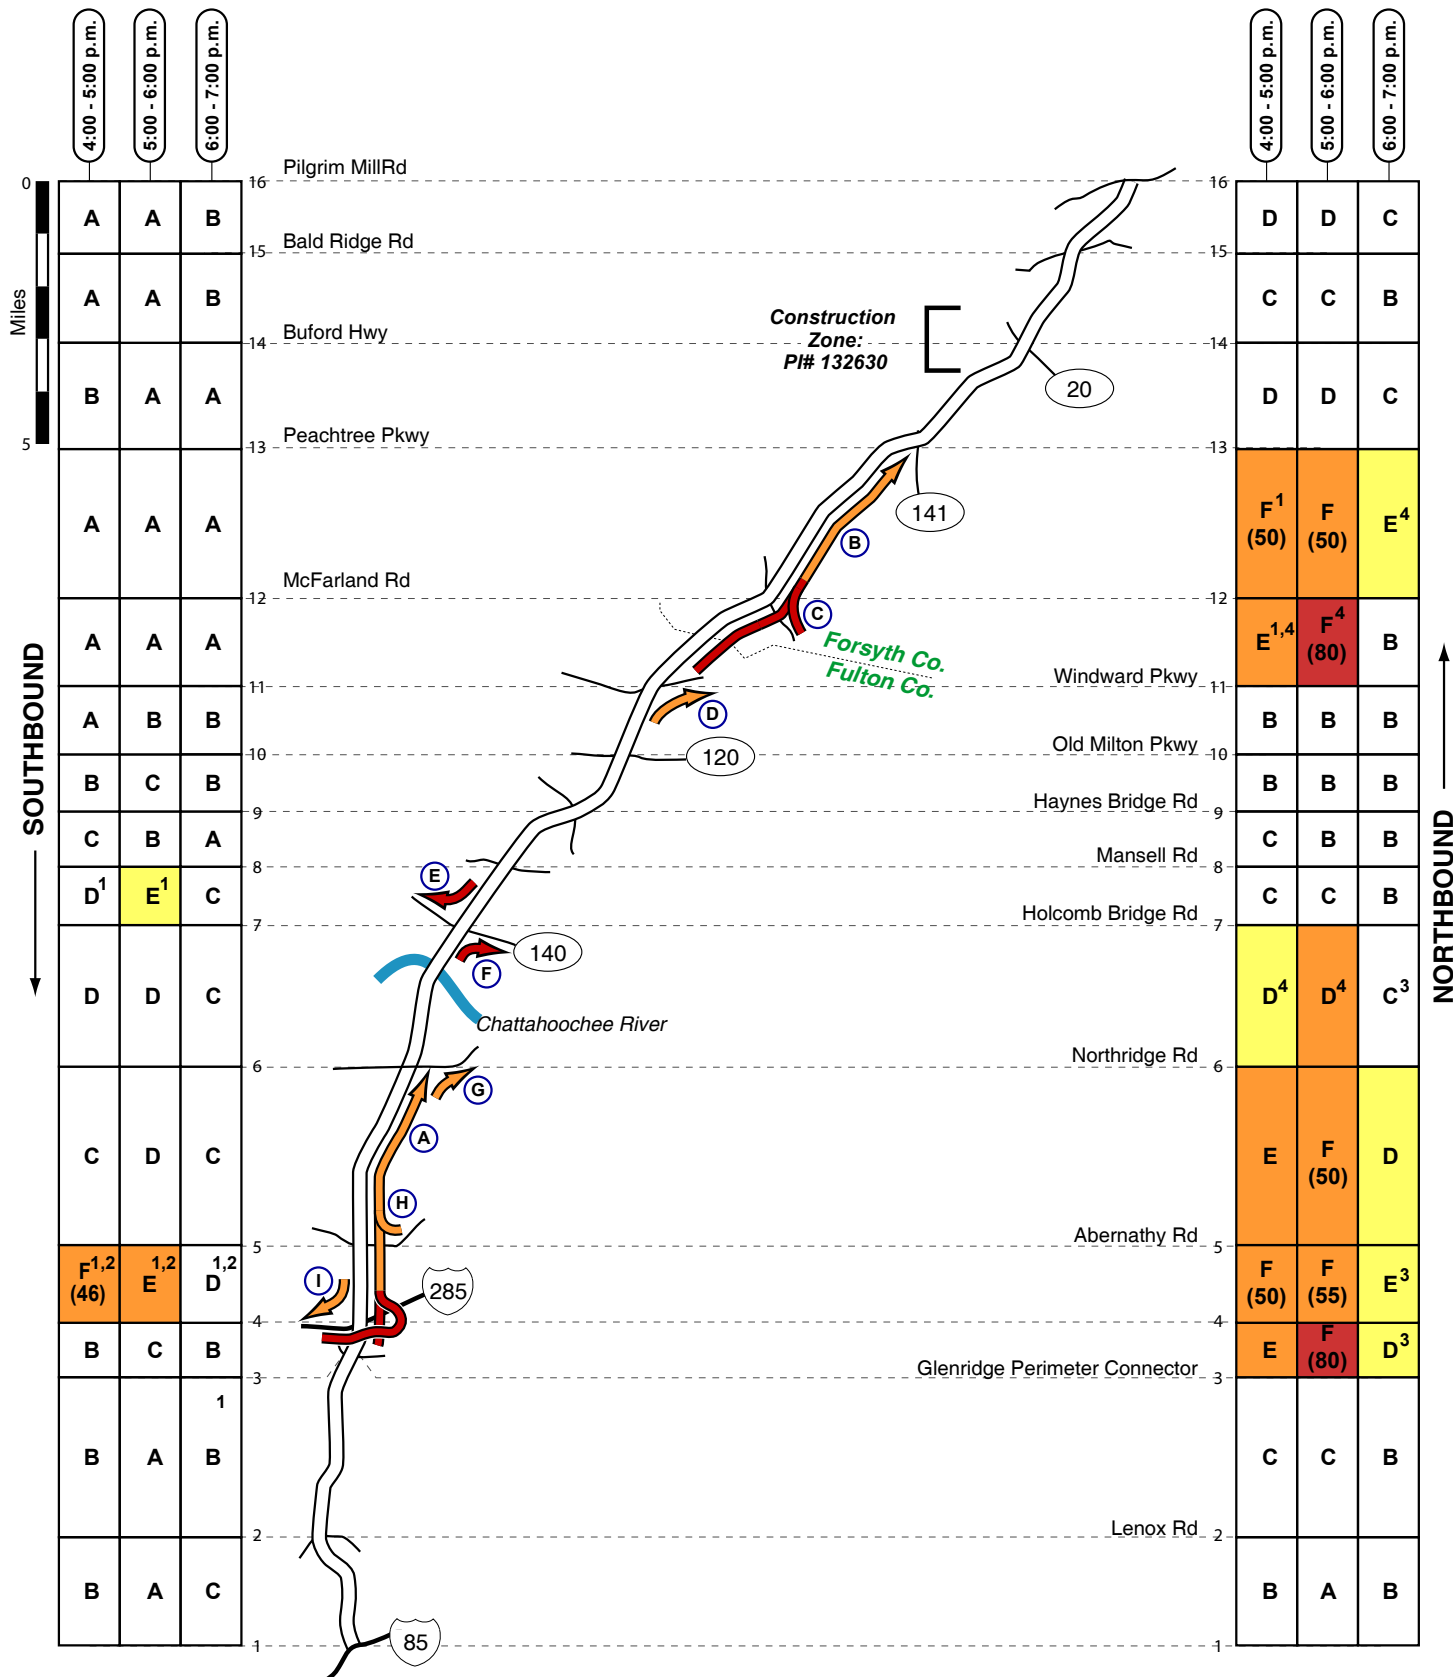 4:00 - 5:00 p.m.
5:00 - 6:00 p.m.
6:00 - 7:00 p.m.
4:00 - 5:00 p.m.
5:00 - 6:00 p.m.
6:00 - 7:00 p.m.
Pilgrim MillRd
0 16 16
A A B D D C
Bald Ridge Rd
15 15
Miles
A A B C C B
Construction
Zone:
PI# 132630
Buford Hwy
14 14
20
B A A D D C
Peachtree Pkwy
5 13 13
141
A A A F1 (50) F (50) E4
B
McFarland Rd
12 12
C
Forsyth Co.
Fulton Co.
A A A E1,4 F4 (80) B
Windward Pkwy
11 11
D
A B B B B B
Old Milton Pkwy
10 10
120
B C B B B B
Haynes Bridge Rd
9 9
C B A C B B
Mansell Rd
8 8
E
D1 E1 C C C B
Holcomb Bridge Rd
7 7
140
F
SOUTHBOUND
NORTHBOUND
D D C D4 D4 C3
Chattahoochee River
Northridge Rd
6 6
G
A
C D C E F (50) D
H
Abernathy Rd
5 5
I
285
F1,2 (46) E1,2 D1,2 F (50) F (55) E3
4 4
B C B E F (80) D3
Glenridge Perimeter Connector
3 3
1
B A B C C B
Lenox Rd
2 2
B A C B A B
85
1 1